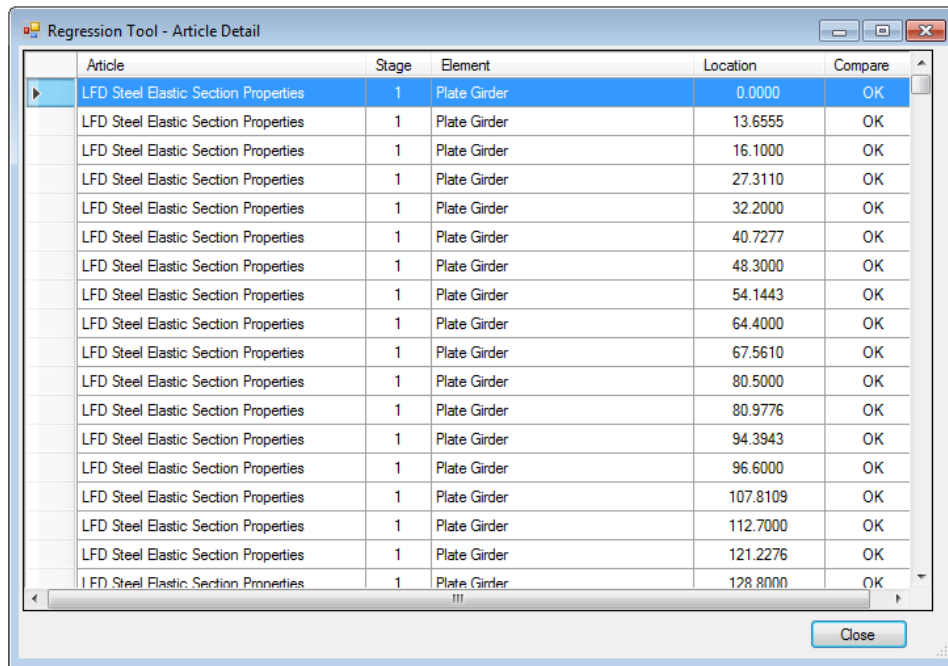 Regression Tool - Article Detail
Article Stage Element Location Compare
LFD Steel Elastic Section Properties 1 Plate Girder 0.0000 OK
LFD Steel Elastic Section Properties 1 Plate Girder 13.6555 OK
LFD Steel Elastic Section Properties 1 Plate Girder 16.1000 OK
LFD Steel Elastic Section Properties 1 Plate Girder 27.3110 OK
LFD Steel Elastic Section Properties 1 Plate Girder 32.2000 OK
LFD Steel Elastic Section Properties 1 Plate Girder 40.7277 OK
LFD Steel Elastic Section Properties 1 Plate Girder 48.3000 OK
LFD Steel Elastic Section Properties 1 Plate Girder 54.1443 OK
LFD Steel Elastic Section Properties 1 Plate Girder 64.4000 OK
LFD Steel Elastic Section Properties 1 Plate Girder 67.5610 OK
LFD Steel Elastic Section Properties 1 Plate Girder 80.5000 OK
LFD Steel Elastic Section Properties 1 Plate Girder 80.9776 OK
LFD Steel Elastic Section Properties 1 Plate Girder 94.3943 OK
LFD Steel Elastic Section Properties 1 Plate Girder 96.6000 OK
LFD Steel Elastic Section Properties 1 Plate Girder 107.8109 OK
LFD Steel Elastic Section Properties 1 Plate Girder 112.7000 OK
LFD Steel Elastic Section Properties 1 Plate Girder 121.2276 OK
LFD Steel Elastic Section Properties 1 Plate Girder 128.8000 OK
Close